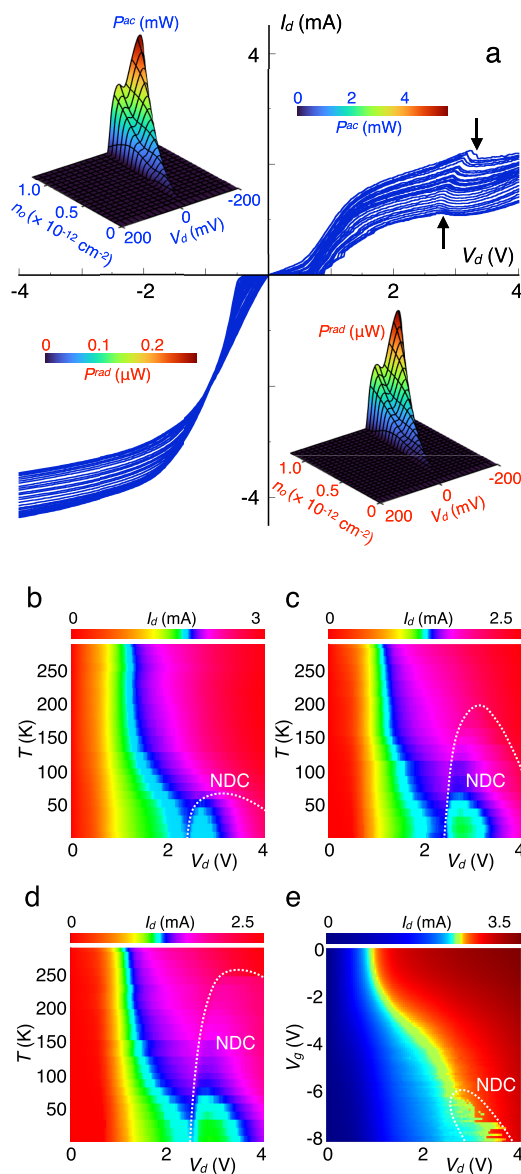 Pᵃᶜ (mW)
I_d (mA)
a
4
0 2 4
Pᵃᶜ (mW)
1.0
0.5
0
n_o (× 10⁻¹² cm⁻²)
200
0
-200
V_d (mV)
V_d (V)
-4 -2 0 2 4
0 0.1 0.2
Pʳᵃᵈ (μW)
Pʳᵃᵈ (μW)
1.0
0.5
0
n_o (× 10⁻¹² cm⁻²)
200
0
-200
V_d (mV)
-4
b
0 I_d (mA) 3
250
200
150
100
50
T (K)
NDC
0 2 4
V_d (V)
c
0 I_d (mA) 2.5
250
200
150
100
50
T (K)
NDC
0 2 4
V_d (V)
d
0 I_d (mA) 2.5
250
200
150
100
50
T (K)
NDC
0 2 4
V_d (V)
e
0 I_d (mA) 3.5
0
-2
-4
-6
-8
V_g (V)
NDC
0 2 4
V_d (V)